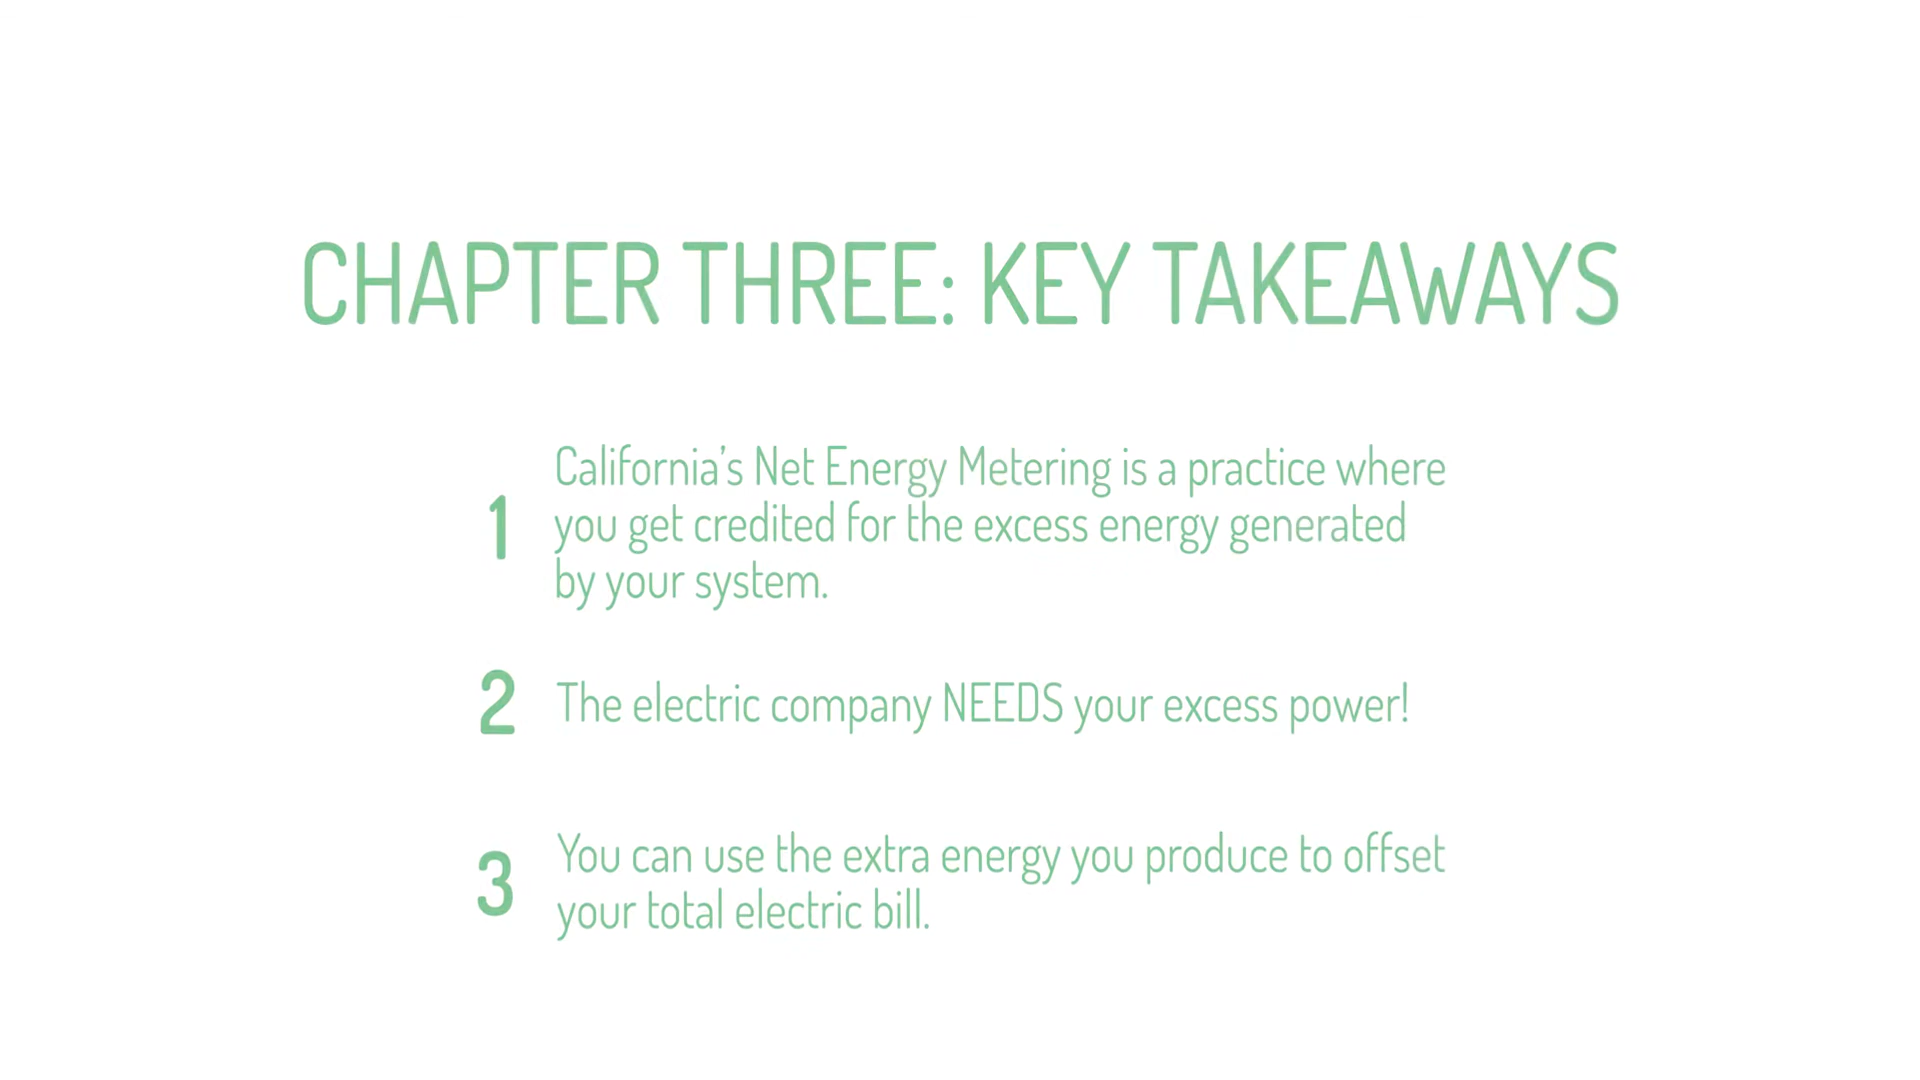 CHAPTER THREE: KEY TAKEAWAYS
1
California's Net Energy Metering is a practice where
you get credited for the excess energy generated
by your system.
2
The electric company NEEDS your excess power!
3
You can use the extra energy you produce to offset
your total electric bill.